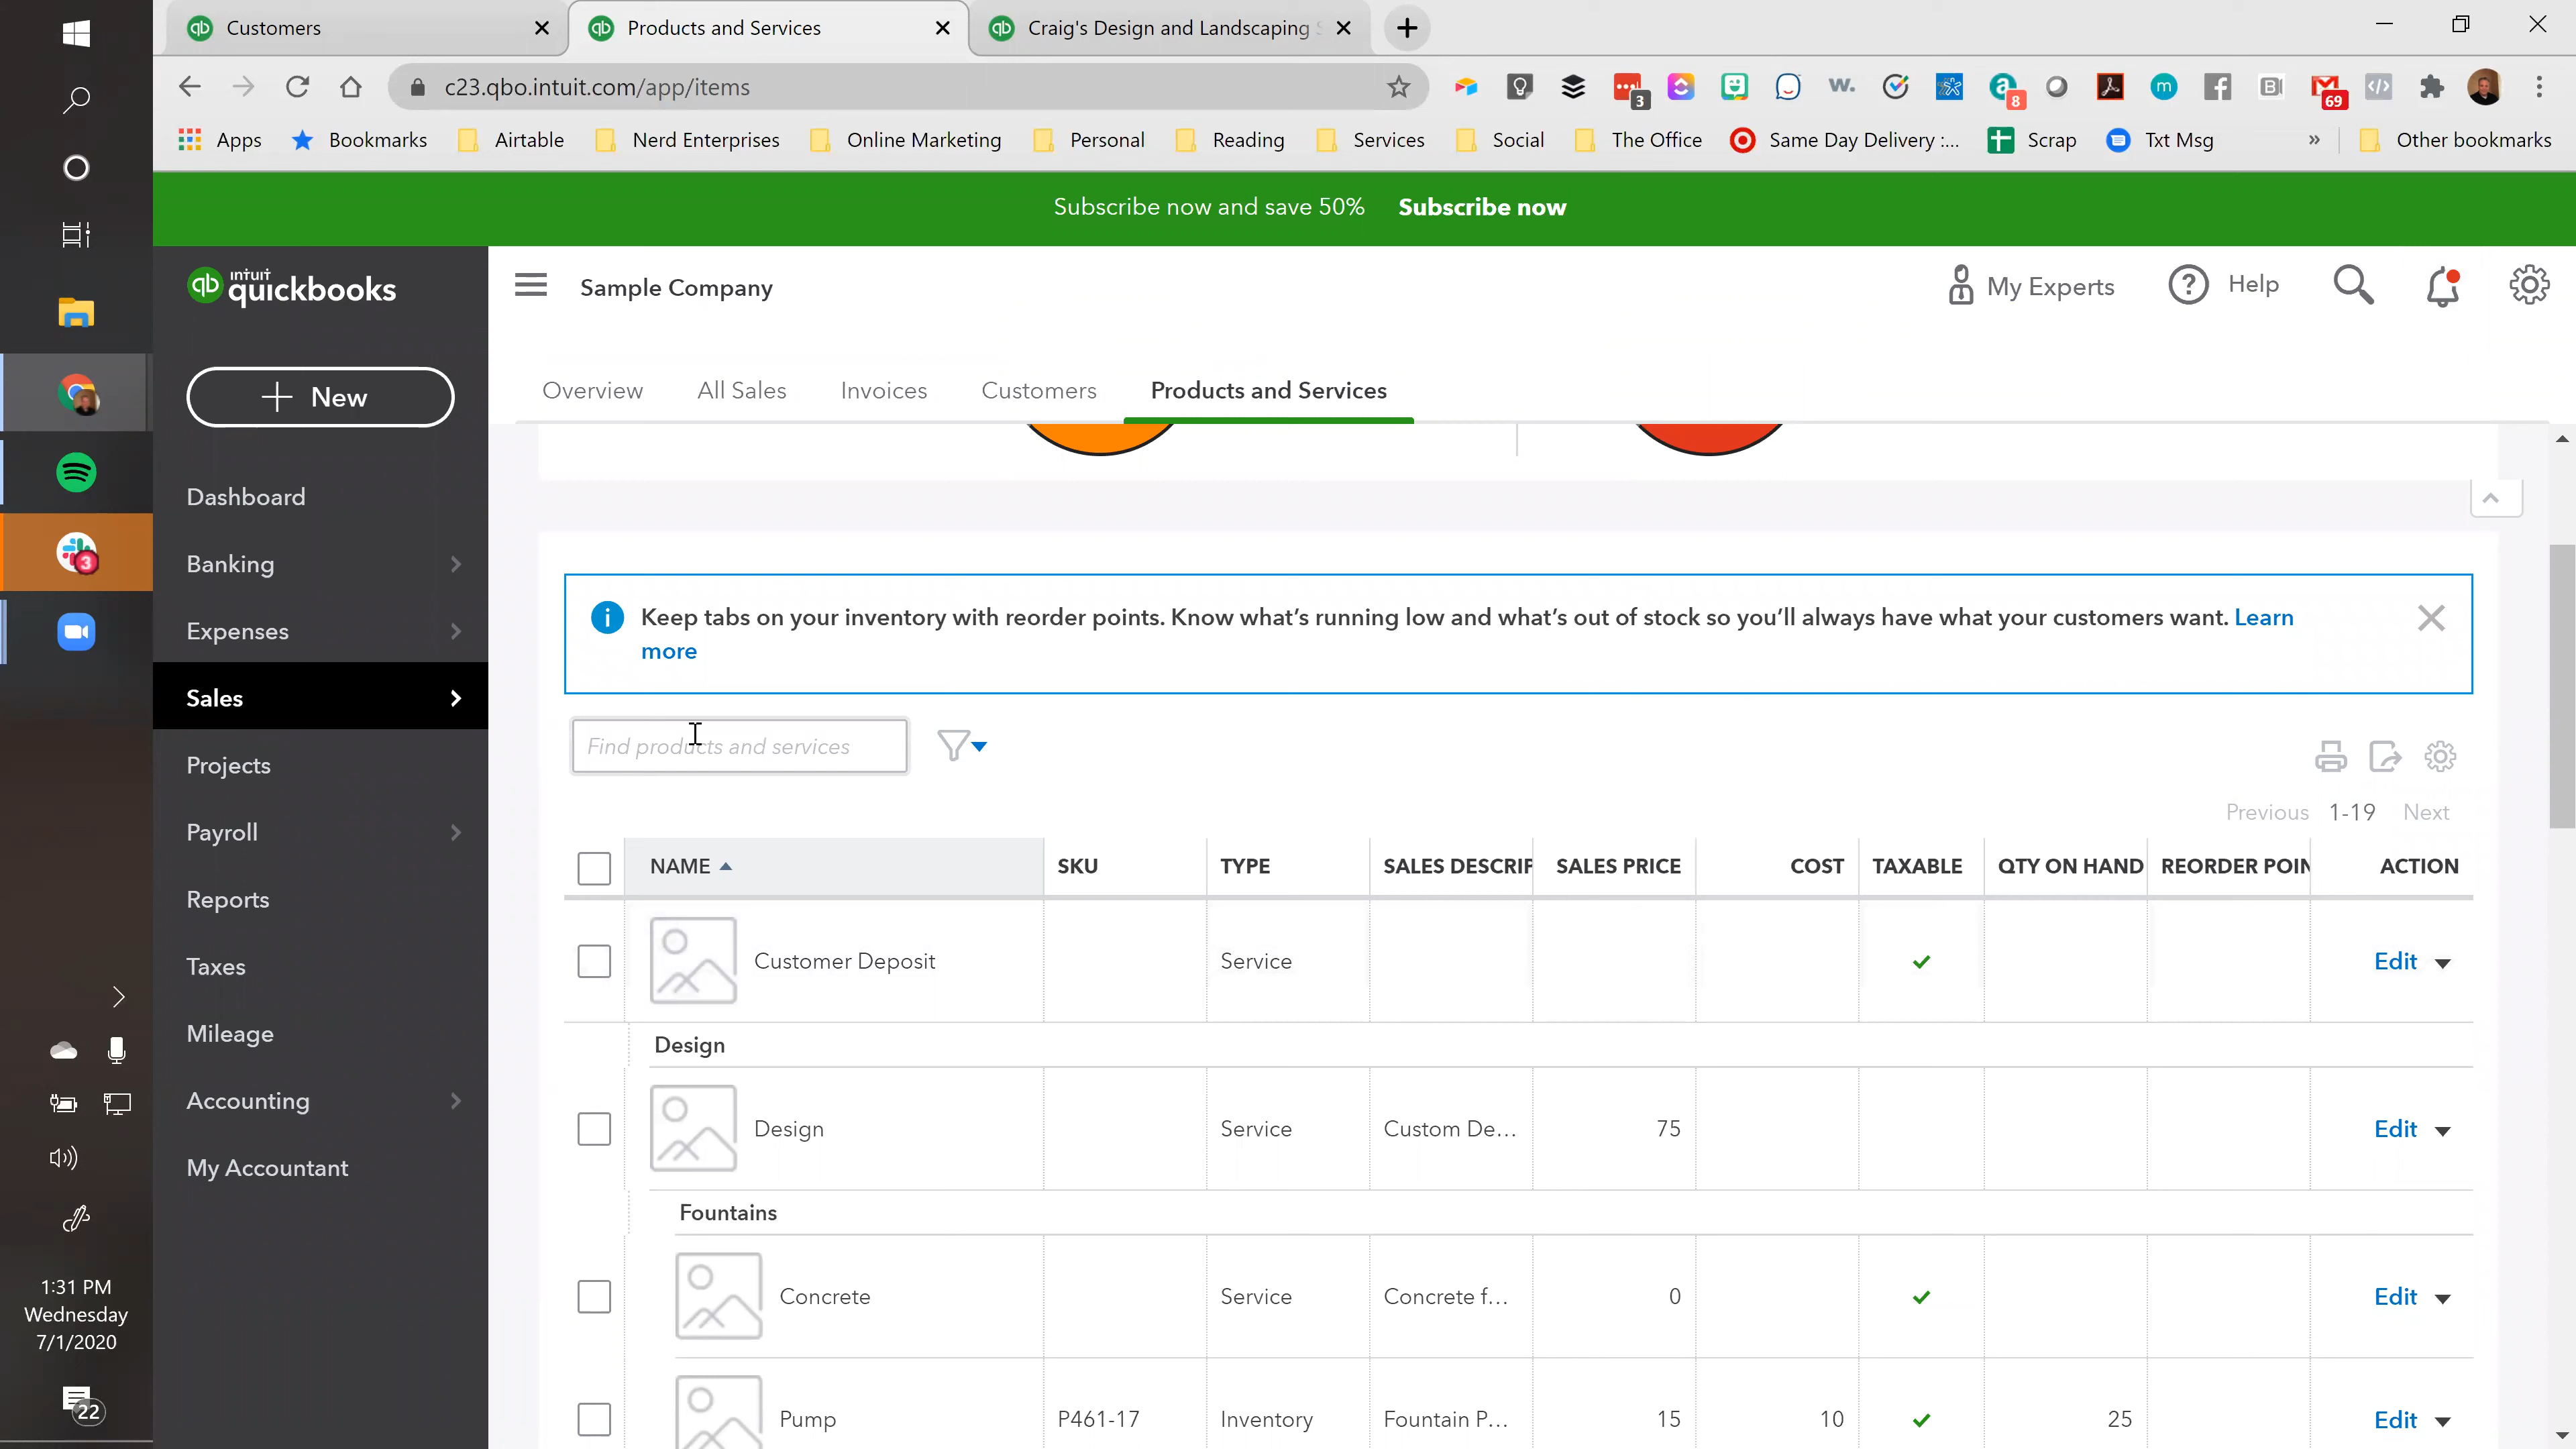 Customers
Products and Services
Craig's Design and Landscaping S
c23.qbo.intuit.com/app/items
3
8
69
Apps
Bookmarks
Airtable
Nerd Enterprises
Online Marketing
Personal
Reading
Services
Social
The Office
Same Day Delivery :...
Scrap
Txt Msg
»
Other bookmarks
Subscribe now and save 50% Subscribe now
intuit
quickbooks
Sample Company
My Experts
Help
New
Overview
All Sales
Invoices
Customers
Products and Services
Dashboard
Banking
Expenses
Sales
Projects
Payroll
Reports
Taxes
Mileage
Accounting
My Accountant
3
1:31 PM
Wednesday
7/1/2020
22
Keep tabs on your inventory with reorder points. Know what's running low and what's out of stock so you'll always have what your customers want. Learn
more
Find products and services
Previous 1-19 Next
NAME SKU TYPE SALES DESCRIP SALES PRICE COST TAXABLE QTY ON HAND REORDER POIN ACTION
Customer Deposit Service Edit
Design
Design Service Custom De... 75 Edit
Fountains
Concrete Service Concrete f... 0 Edit
Pump P461-17 Inventory Fountain P... 15 10 25 Edit